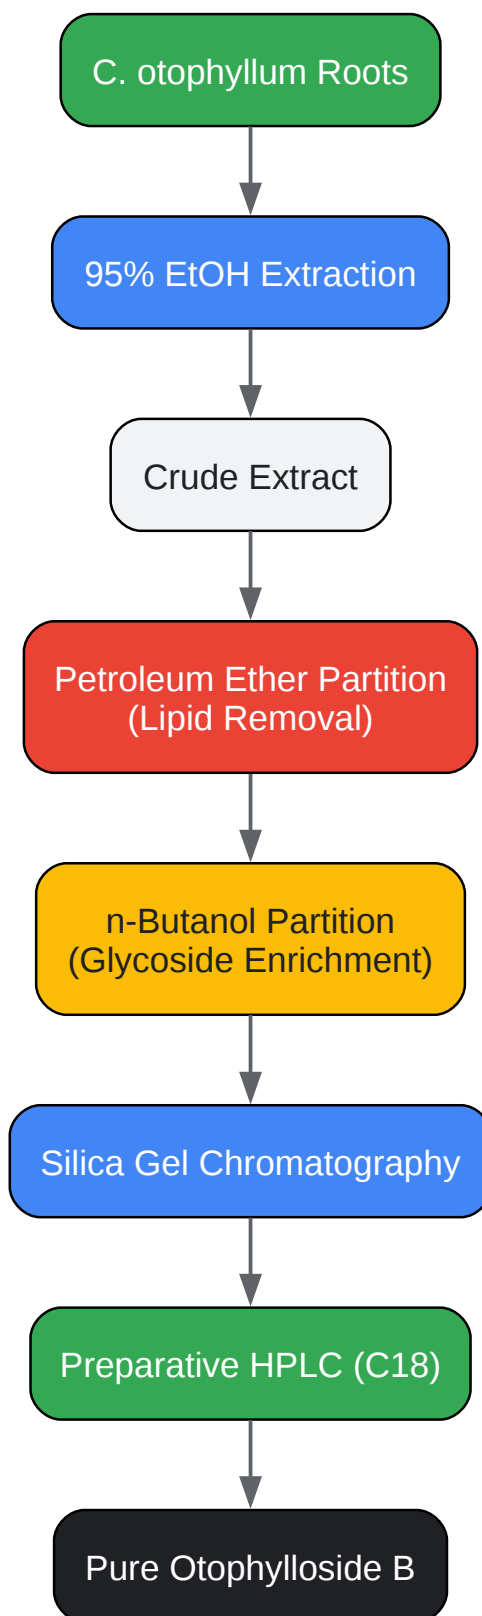 C. otophyllum Roots
95% EtOH Extraction
Crude Extract
Petroleum Ether Partition
(Lipid Removal)
n-Butanol Partition
(Glycoside Enrichment)
Silica Gel Chromatography
Preparative HPLC (C18)
Pure Otophylloside B